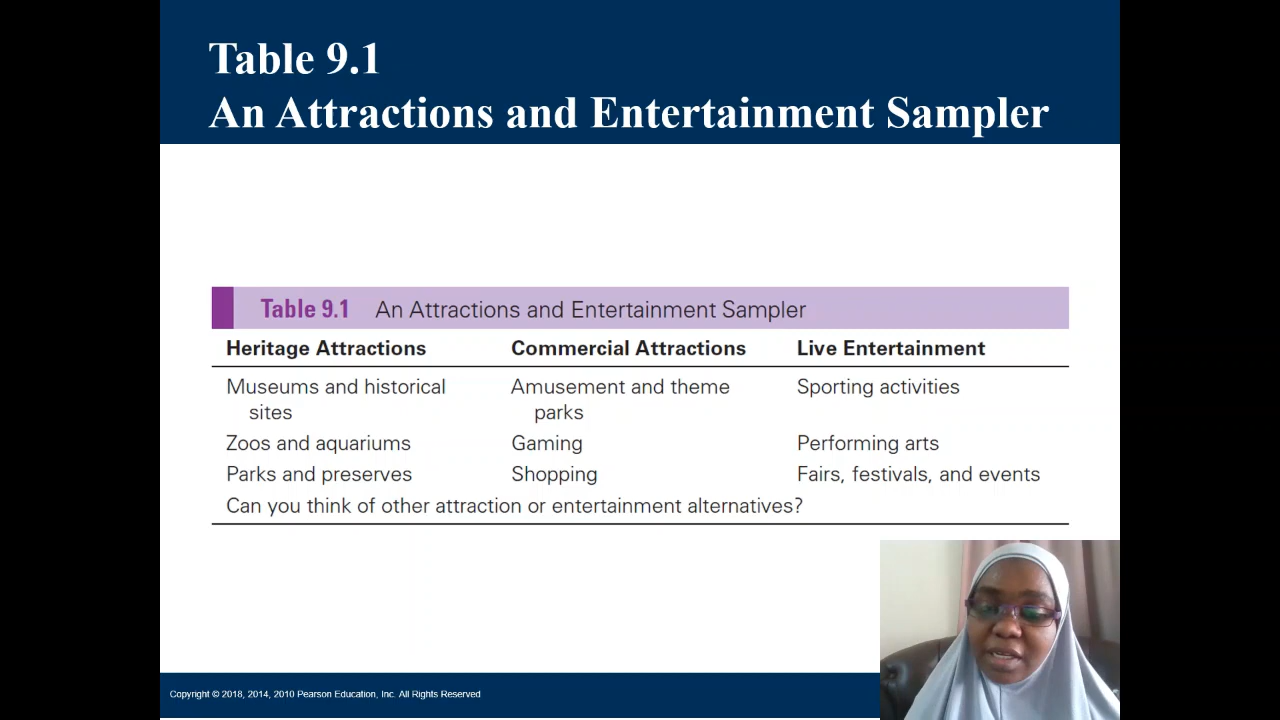 Table 9.1
An Attractions and Entertainment Sampler
Table 9.1 An Attractions and Entertainment Sampler
Heritage Attractions Commercial Attractions Live Entertainment
Museums and historical Amusement and theme Sporting activities
sites parks
Zoos and aquariums Gaming Performing arts
Parks and preserves Shopping Fairs, festivals, and events
Can you think of other attraction or entertainment alternatives?
Copyright © 2018, 2014, 2010 Pearson Education, Inc. All Rights Reserved